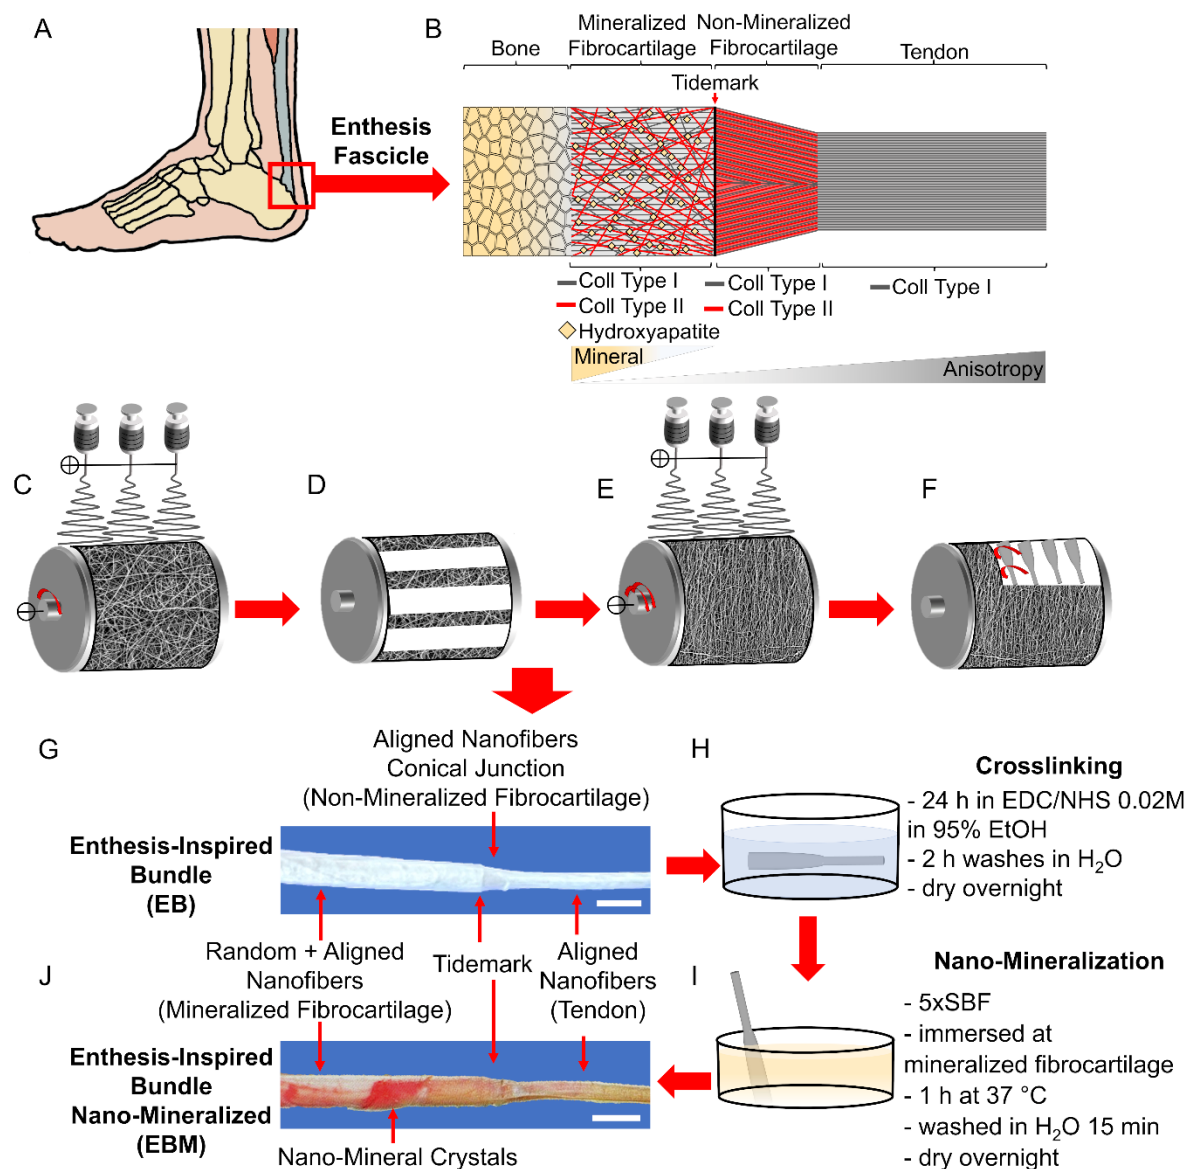 A
B
Bone
Mineralized
Fibrocartilage
Non-Mineralized
Fibrocartilage
Tendon
Tidemark
Enthesis
Fascicle
Coll Type I
Coll Type II
Hydroxyapatite
Coll Type I
Coll Type II
Coll Type I
Mineral
Anisotropy
C
D
E
F
G
Aligned Nanofibers
Conical Junction
(Non-Mineralized Fibrocartilage)
Enthesis-Inspired
Bundle
(EB)
Random + Aligned
Nanofibers
(Mineralized Fibrocartilage)
Tidemark
Aligned
Nanofibers
(Tendon)
H
Crosslinking
- 24 h in EDC/NHS 0.02M
in 95% EtOH
- 2 h washes in H₂O
- dry overnight
I
Nano-Mineralization
- 5xSBF
- immersed at
mineralized fibrocartilage
- 1 h at 37 °C
- washed in H₂O 15 min
- dry overnight
J
Enthesis-Inspired
Bundle
Nano-Mineralized
(EBM)
Nano-Mineral Crystals